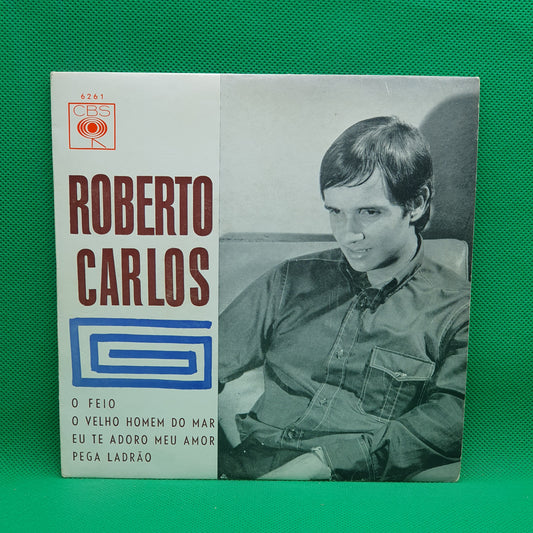 6261
CBS
ROBERTO
CARLOS
O FEIO
O VELHO HOMEM DO MAR
EU TE ADORO MEU AMOR
PEGA LADRÃO